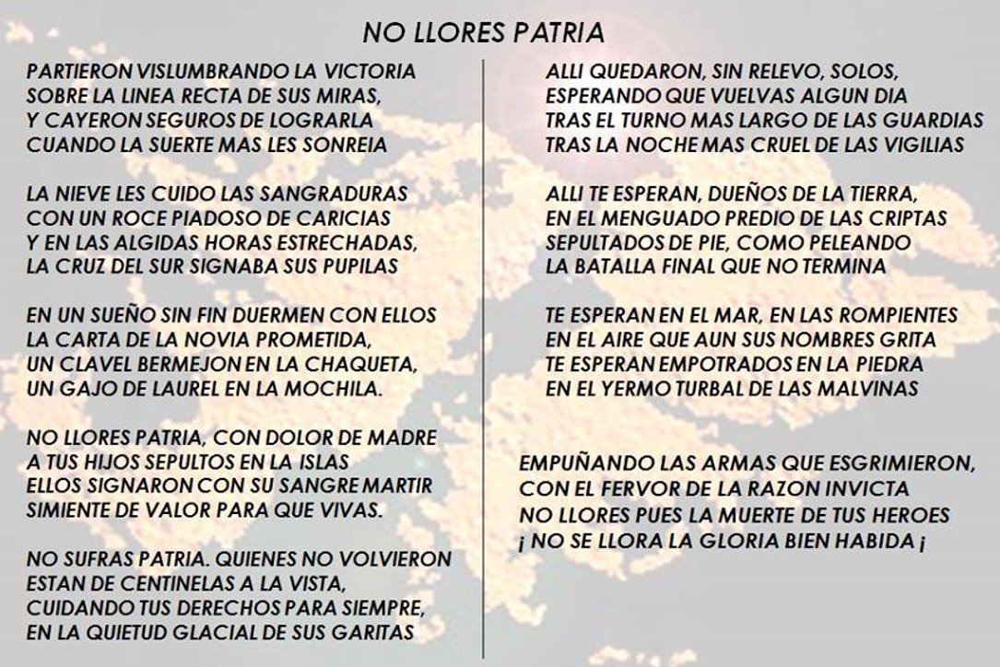 NO LLORES PATRIA
PARTIERON VISLUMBRANDO LA VICTORIA
SOBRE LA LINEA RECTA DE SUS MIRAS,
Y CAYERON SEGUROS DE LOGRARLA
CUANDO LA SUERTE MAS LES SONREIA
LA NIEVE LES CUIDO LAS SANGRADURAS
CON UN ROCE PIADOSO DE CARICIAS
Y EN LAS ALGIDAS HORAS ESTRECHADAS,
LA CRUZ DEL SUR SIGNABA SUS PUPILAS
EN UN SUEÑO SIN FIN DUERMEN CON ELLOS
LA CARTA DE LA NOVIA PROMETIDA,
UN CLAVEL BERMEJON EN LA CHAQUETA,
UN GAJO DE LAUREL EN LA MOCHILA.
NO LLORES PATRIA, CON DOLOR DE MADRE
A TUS HIJOS SEPULTOS EN LA ISLAS
ELLOS SIGNARON CON SU SANGRE MARTIR
SIMIENTE DE VALOR PARA QUE VIVAS.
NO SUFRAS PATRIA. QUIENES NO VOLVIERON
ESTAN DE CENTINELAS A LA VISTA,
CUIDANDO TUS DERECHOS PARA SIEMPRE,
EN LA QUIETUD GLACIAL DE SUS GARITAS
ALLI QUEDARON, SIN RELEVO, SOLOS,
ESPERANDO QUE VUELVAS ALGUN DIA
TRAS EL TURNO MAS LARGO DE LAS GUARDIAS
TRAS LA NOCHE MAS CRUEL DE LAS VIGILIAS
ALLI TE ESPERAN, DUEÑOS DE LA TIERRA,
EN EL MENGUADO PREDIO DE LAS CRIPTAS
SEPULTADOS DE PIE, COMO PELEANDO
LA BATALLA FINAL QUE NO TERMINA
TE ESPERAN EN EL MAR, EN LAS ROMPIENTES
EN EL AIRE QUE AUN SUS NOMBRES GRITA
TE ESPERAN EMPOTRADOS EN LA PIEDRA
EN EL YERMO TURBAL DE LAS MALVINAS
EMPUÑANDO LAS ARMAS QUE ESGRIMIERON,
CON EL FERVOR DE LA RAZON INVICTA
NO LLORES PUES LA MUERTE DE TUS HEROES
¡ NO SE LLORA LA GLORIA BIEN HABIDA ¡